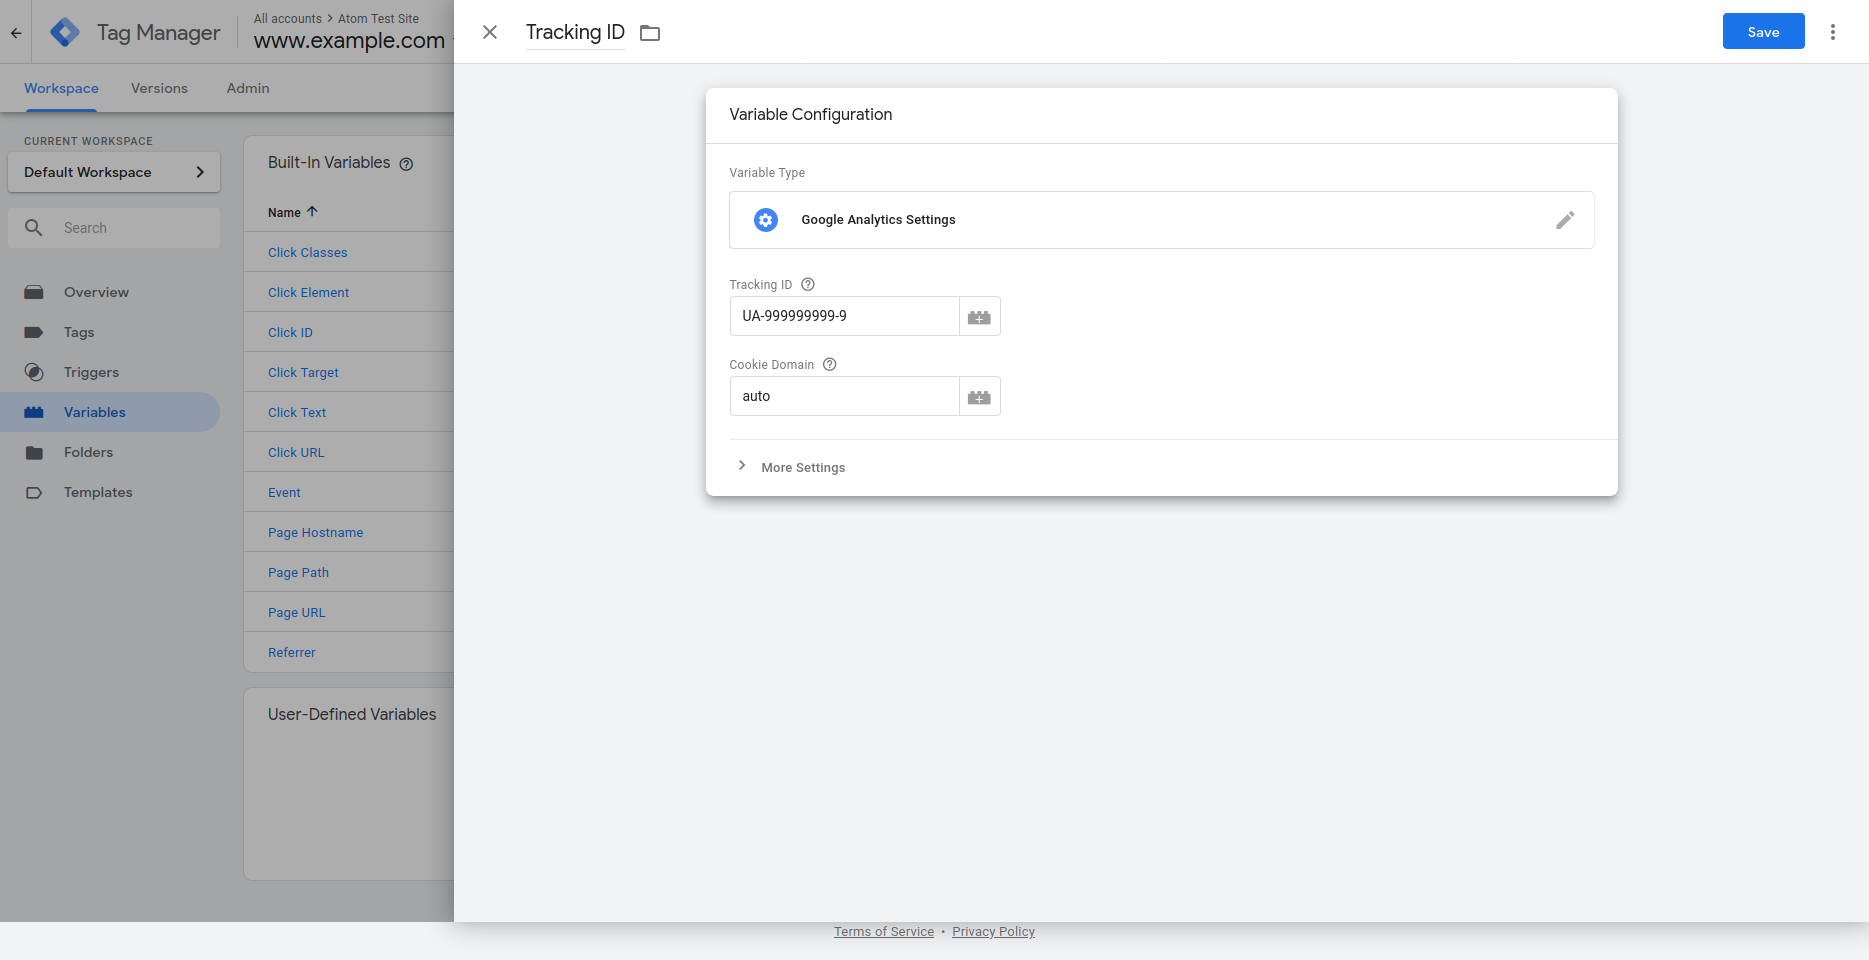 All accounts > Atom Test Site
Tag Manager
www.example.com
Tracking ID
Save
Workspace
Versions
Admin
CURRENT WORKSPACE
Default Workspace
Search
Overview
Tags
Triggers
Variables
Folders
Templates
Built-In Variables
Name
Click Classes
Click Element
Click ID
Click Target
Click Text
Click URL
Event
Page Hostname
Page Path
Page URL
Referrer
User-Defined Variables
Variable Configuration
Variable Type
Google Analytics Settings
Tracking ID
UA-999999999-9
Cookie Domain
auto
More Settings
Terms of Service • Privacy Policy